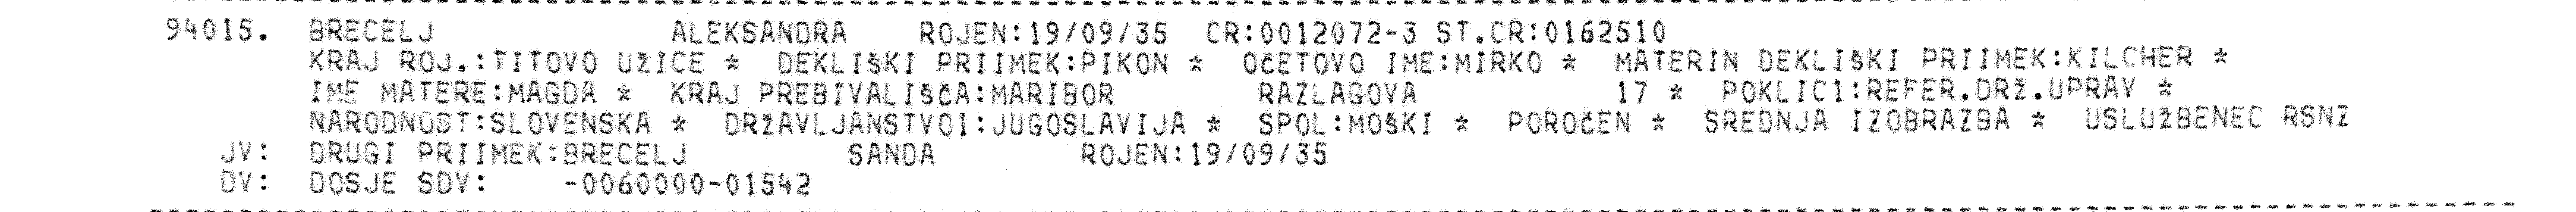 94015. BRECELJ ALEKSANDRA ROJEN:19/09/35 CR:0012072-3 ST.CR:0162510
KRAJ ROJ.:TITOVO UŽICE * DEKLIŠKI PRIIMEK:PIKON * OČETOVO IME:MIRKO * MATERIN DEKLIŠKI PRIIMEK:KILCHER *
IME MATERE:MAGDA * KRAJ PREBIVALIŠČA:MARIBOR RAZLAGOVA 17 * POKLIC1:REFER.DRŽ.UPRAV *
NARODNOST:SLOVENSKA * DRŽAVLJANSTVO1:JUGOSLAVIJA * SPOL:MOŠKI * POROČEN * SREDNJA IZOBRAZBA * USLUŽBENEC RSNZ
JV: DRUGI PRIIMEK:BRECELJ SANDA ROJEN:19/09/35
DV: DOSJE SDV: -0060000-01542